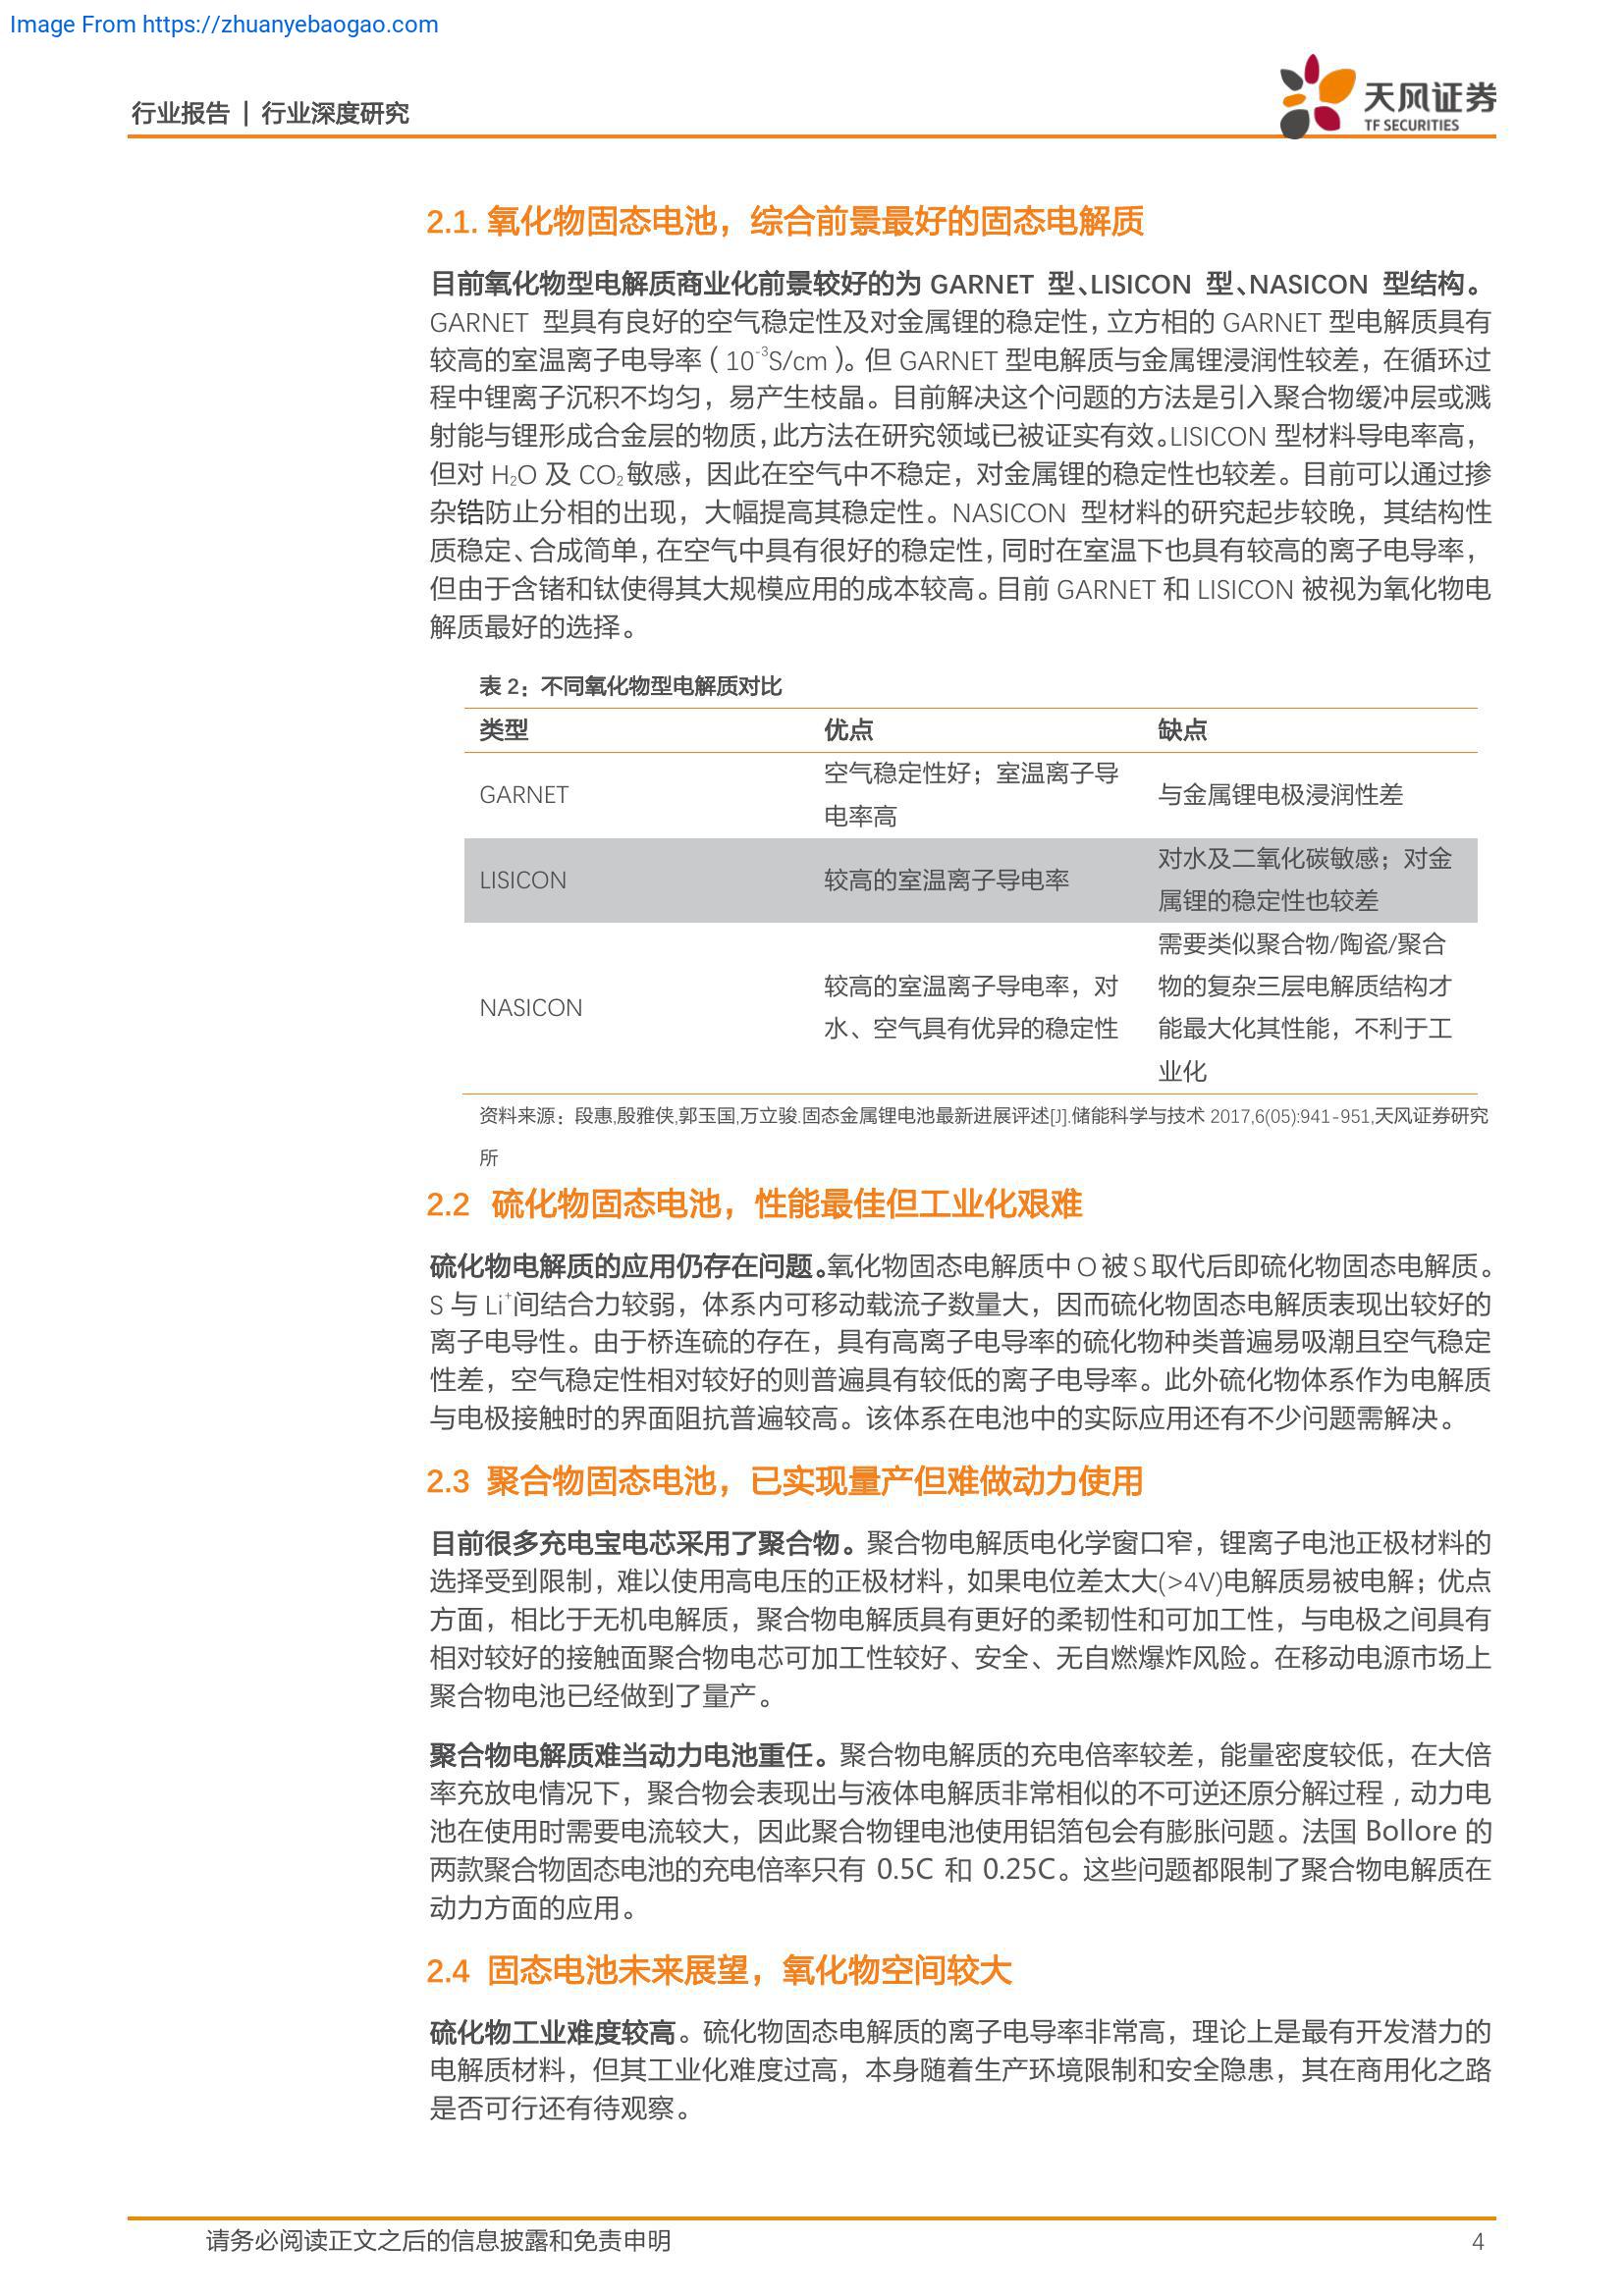 Image From https://zhuanyebaogao.com
行业报告 | 行业深度研究
天风证券
TF SECURITIES
2.1. 氧化物固态电池，综合前景最好的固态电解质
目前氧化物型电解质商业化前景较好的为 GARNET 型、LISICON 型、NASICON 型结构。
GARNET 型具有良好的空气稳定性及对金属锂的稳定性，立方相的 GARNET 型电解质具有
较高的室温离子电导率（10⁻³S/cm）。但 GARNET 型电解质与金属锂浸润性较差，在循环过
程中锂离子沉积不均匀，易产生枝晶。目前解决这个问题的方法是引入聚合物缓冲层或溅
射能与锂形成合金层的物质，此方法在研究领域已被证实有效。LISICON 型材料导电率高，
但对 H₂O 及 CO₂敏感，因此在空气中不稳定，对金属锂的稳定性也较差。目前可以通过掺
杂锆防止分相的出现，大幅提高其稳定性。NASICON 型材料的研究起步较晚，其结构性
质稳定、合成简单，在空气中具有很好的稳定性，同时在室温下也具有较高的离子电导率，
但由于含锗和钛使得其大规模应用的成本较高。目前 GARNET 和 LISICON 被视为氧化物电
解质最好的选择。
表 2：不同氧化物型电解质对比
类型 优点 缺点
GARNET 空气稳定性好；室温离子导 与金属锂电极浸润性差
电率高
LISICON 较高的室温离子导电率 对水及二氧化碳敏感；对金
属锂的稳定性也较差
需要类似聚合物/陶瓷/聚合
NASICON 较高的室温离子导电率，对 物的复杂三层电解质结构才
水、空气具有优异的稳定性 能最大化其性能，不利于工
业化
资料来源：段惠,殷雅侠,郭玉国,万立骏.固态金属锂电池最新进展评述[J].储能科学与技术 2017,6(05):941-951,天风证券研究
所
2.2 硫化物固态电池，性能最佳但工业化艰难
硫化物电解质的应用仍存在问题。氧化物固态电解质中 O 被 S 取代后即硫化物固态电解质。
S 与 Li⁺间结合力较弱，体系内可移动载流子数量大，因而硫化物固态电解质表现出较好的
离子电导性。由于桥连硫的存在，具有高离子电导率的硫化物种类普遍易吸潮且空气稳定
性差，空气稳定性相对较好的则普遍具有较低的离子电导率。此外硫化物体系作为电解质
与电极接触时的界面阻抗普遍较高。该体系在电池中的实际应用还有不少问题需解决。
2.3 聚合物固态电池，已实现量产但难做动力使用
目前很多充电宝电芯采用了聚合物。聚合物电解质电化学窗口窄，锂离子电池正极材料的
选择受到限制，难以使用高电压的正极材料，如果电位差太大(>4V)电解质易被电解；优点
方面，相比于无机电解质，聚合物电解质具有更好的柔韧性和可加工性，与电极之间具有
相对较好的接触面聚合物电芯可加工性较好、安全、无自燃爆炸风险。在移动电源市场上
聚合物电池已经做到了量产。
聚合物电解质难当动力电池重任。聚合物电解质的充电倍率较差，能量密度较低，在大倍
率充放电情况下，聚合物会表现出与液体电解质非常相似的不可逆还原分解过程，动力电
池在使用时需要电流较大，因此聚合物锂电池使用铝箔包会有膨胀问题。法国 Bollore 的
两款聚合物固态电池的充电倍率只有 0.5C 和 0.25C。这些问题都限制了聚合物电解质在
动力方面的应用。
2.4 固态电池未来展望，氧化物空间较大
硫化物工业难度较高。硫化物固态电解质的离子电导率非常高，理论上是最有开发潜力的
电解质材料，但其工业化难度过高，本身随着生产环境限制和安全隐患，其在商用化之路
是否可行还有待观察。
请务必阅读正文之后的信息披露和免责申明 4